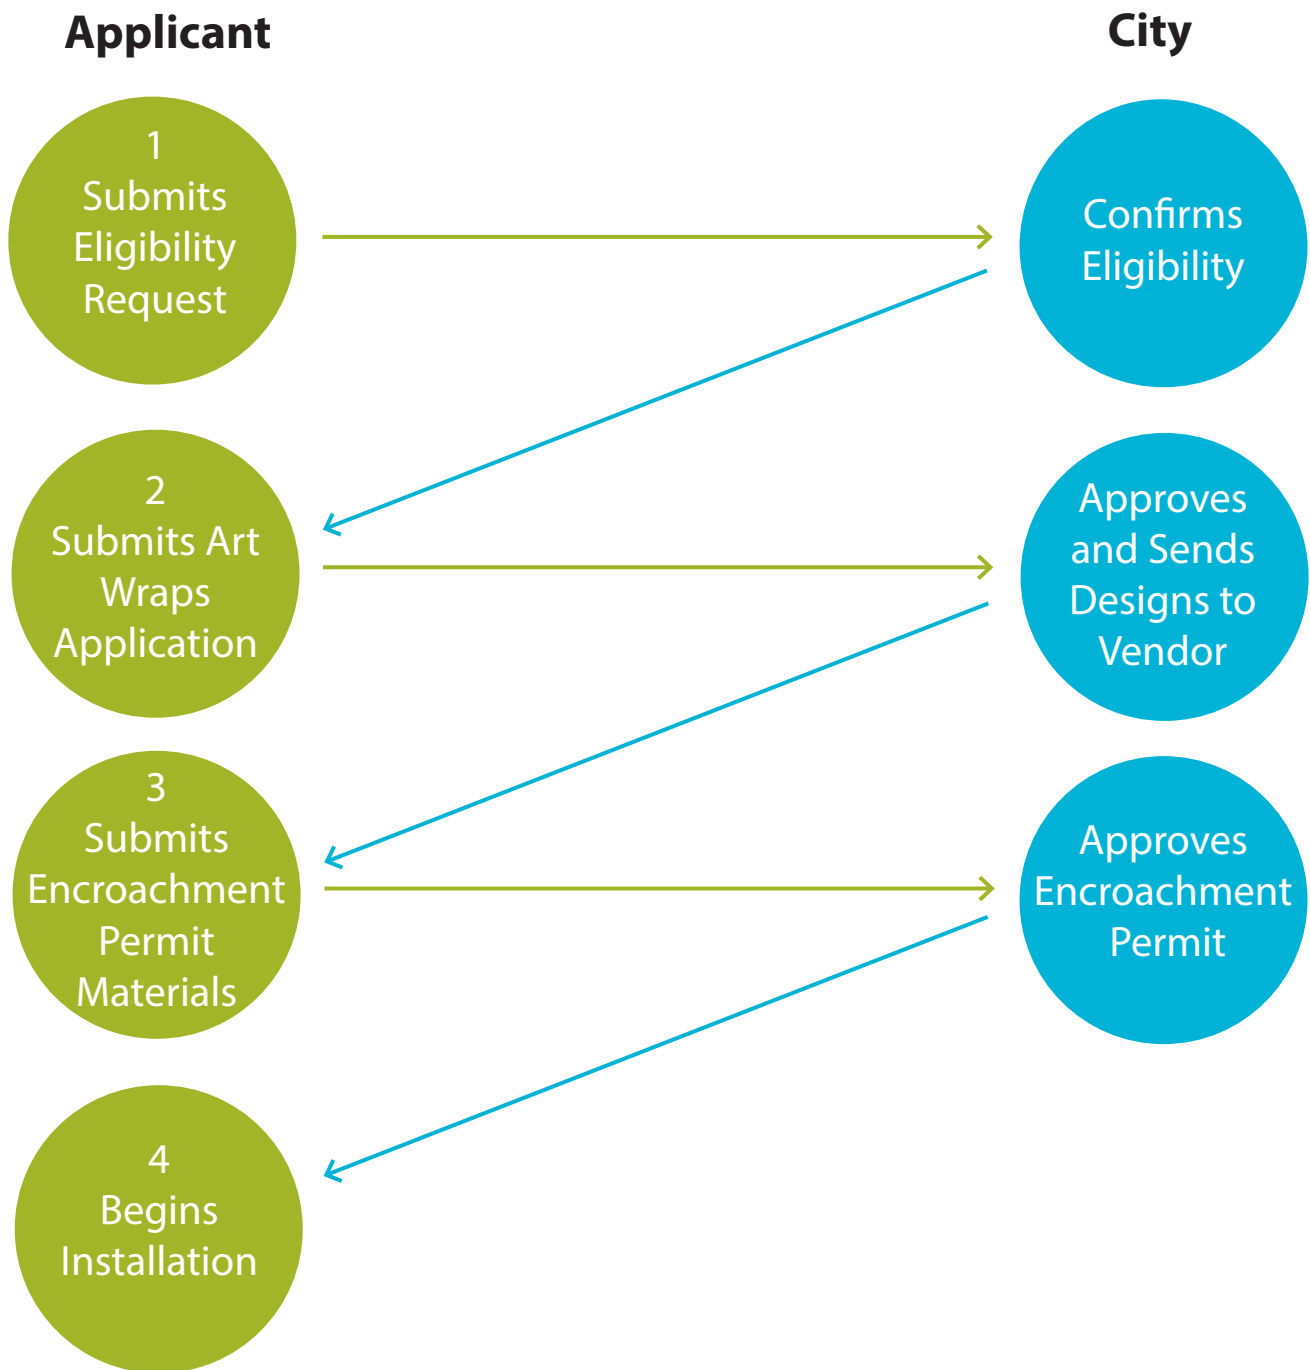 Applicant
City
1
Submits
Eligibility
Request
Confirms
Eligibility
2
Submits Art
Wraps
Application
Approves
and Sends
Designs to
Vendor
3
Submits
Encroachment
Permit
Materials
Approves
Encroachment
Permit
4
Begins
Installation